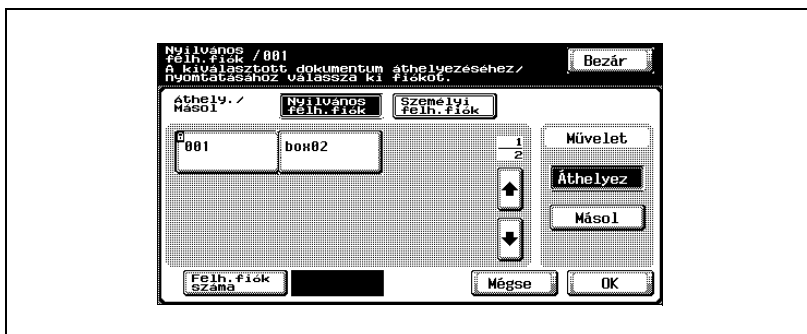 Nyilvános
felh.fiók /001
A kiválasztott dokumentum áthelyezéséhez/
nyomtatásához válassza ki fiókot.
Bezár
Áthely./
Másol
Nyilvános
felh.fiók
Személyi
felh.fiók
001
box02
1
2
Művelet
Áthelyez
Másol
Felh.fiók
száma
Mégse
OK